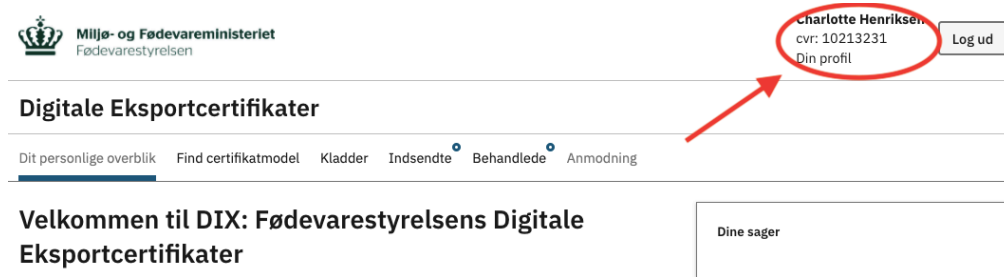 Miljø- og Fødevareministeriet
Fødevarestyrelsen
Charlotte Henriksen
cvr: 10213231
Din profil
Log ud
Digitale Eksportcertifikater
Dit personlige overblik Find certifikatmodel Kladder Indsendte Behandlede Anmodning
Velkommen til DIX: Fødevarestyrelsens Digitale
Eksportcertifikater
Dine sager